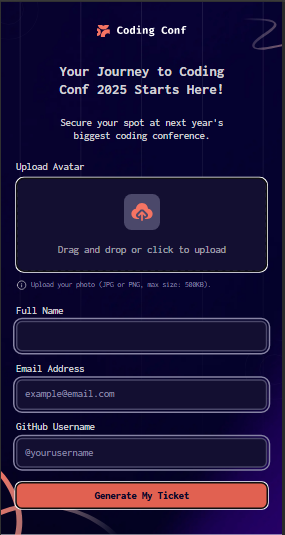 Coding Conf
Your Journey to Coding
Conf 2025 Starts Here!
Secure your spot at next year's
biggest coding conference.
Upload Avatar
Drag and drop or click to upload
Upload your photo (JPG or PNG, max size: 500KB).
Full Name
Email Address
example@email.com
GitHub Username
@yourusername
Generate My Ticket